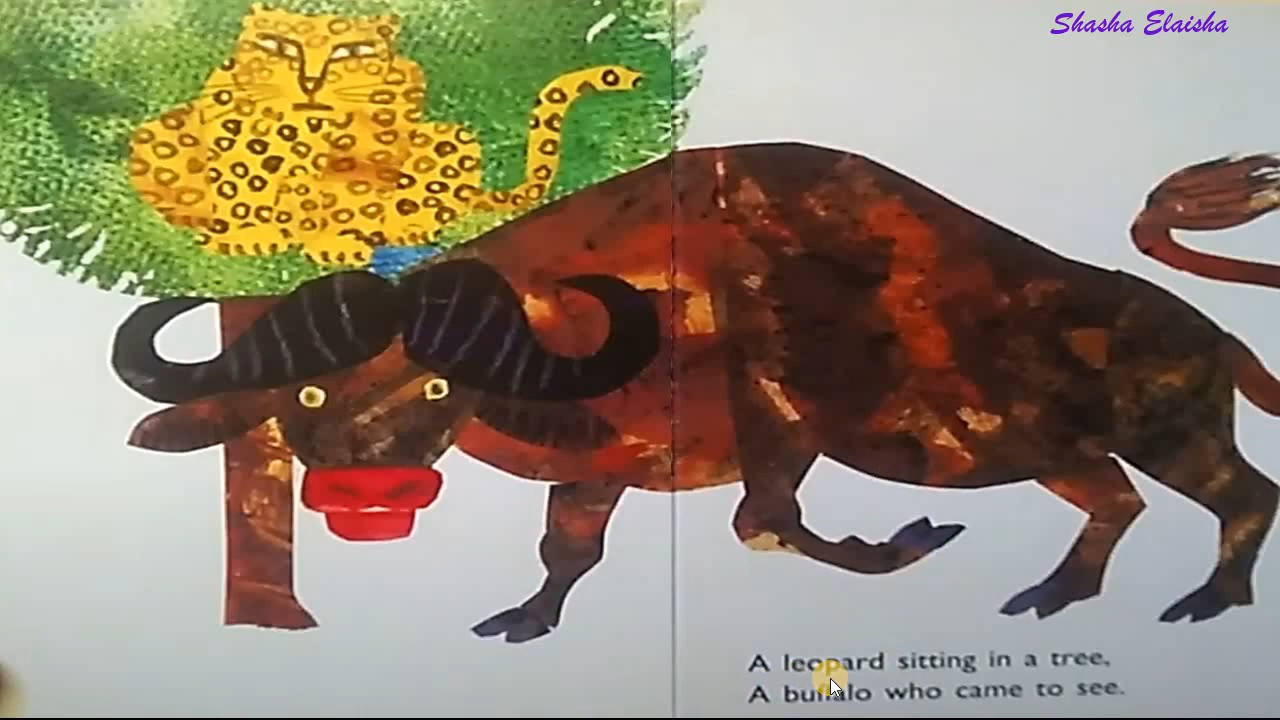 Shasha Elaisha
A leopard sitting in a tree,
A buffalo who came to see.